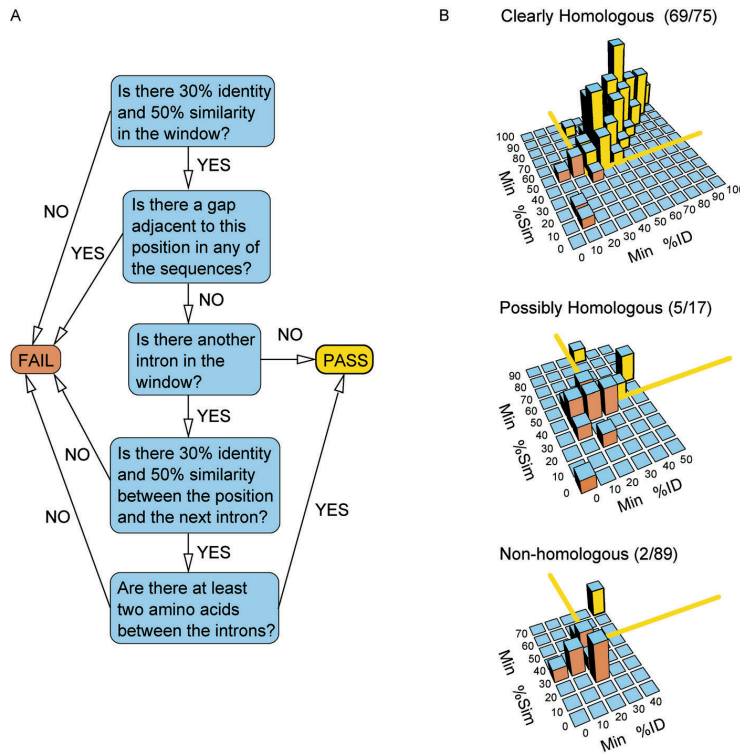 A
Is there 30% identity
and 50% similarity
in the window?
YES
NO
Is there a gap
adjacent to this
position in any of
the sequences?
YES
NO
Is there another
intron in the
window?
NO
FAIL
PASS
YES
Is there 30% identity
and 50% similarity
between the position
and the next intron?
NO
NO
YES
YES
Are there at least
two amino acids
between the introns?
B
Clearly Homologous (69/75)
100
90
80
70
60
50
40
30
20
10
0
Min %Sim
0
10
20
30
40
50
60
70
80
90
100
Min %ID
Possibly Homologous (5/17)
90
80
70
60
50
40
30
20
10
0
Min %Sim
0
10
20
30
40
50
Min %ID
Non-homologous (2/89)
70
60
50
40
30
20
10
0
Min %Sim
0
10
20
30
40
Min %ID